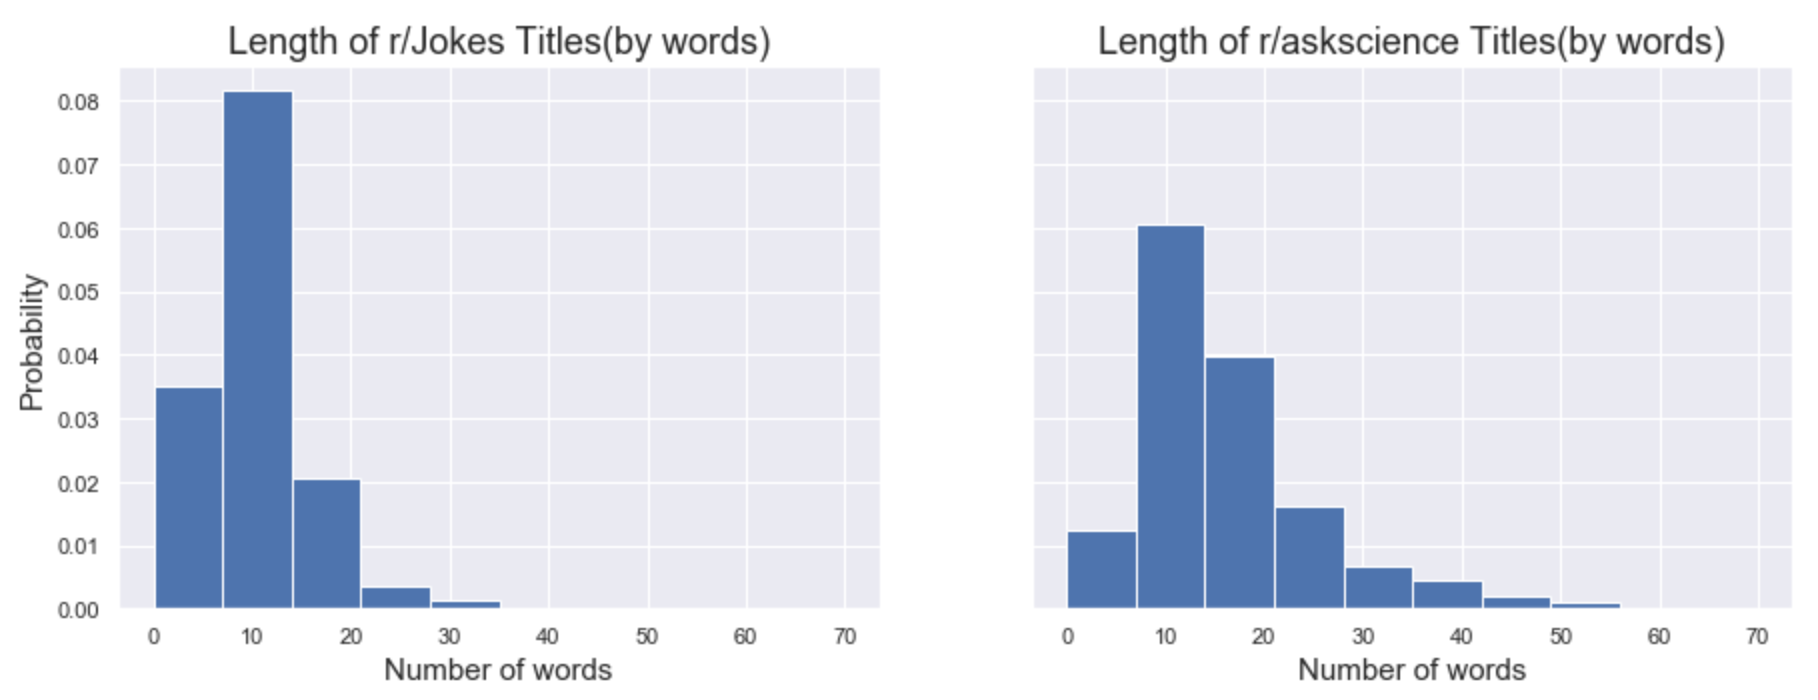 Length of r/Jokes Titles(by words)
Probability
0.08
0.07
0.06
0.05
0.04
0.03
0.02
0.01
0.00
0 10 20 30 40 50 60 70
Number of words
Length of r/askscience Titles(by words)
0 10 20 30 40 50 60 70
Number of words